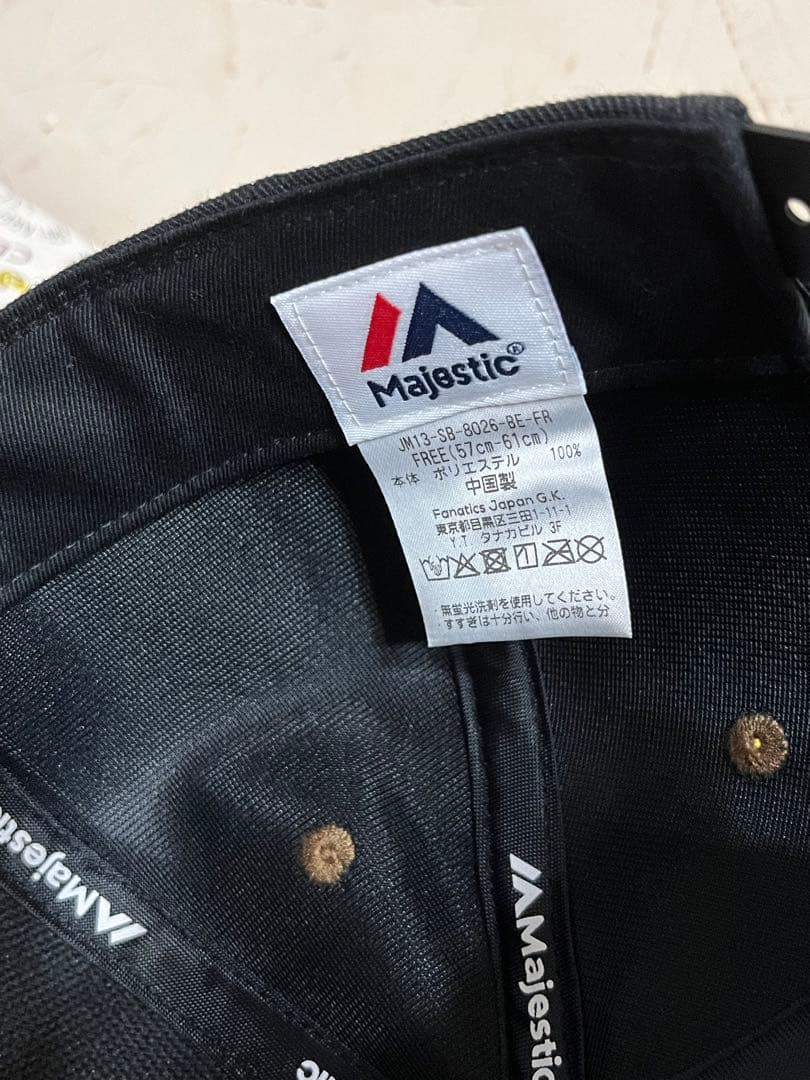 Majestic®
JM13-SB-8026-BE-FR
FREE(57cm-61cm)
本体 ポリエステル 100%
中国製
Fanatics Japan G.K.
東京都目黒区三田1-11-1
Y.T. タナカビル 3F
・無蛍光洗剤を使用してください。
・すすぎは十分行い、他の物と分
Majestic
Majestic
ic